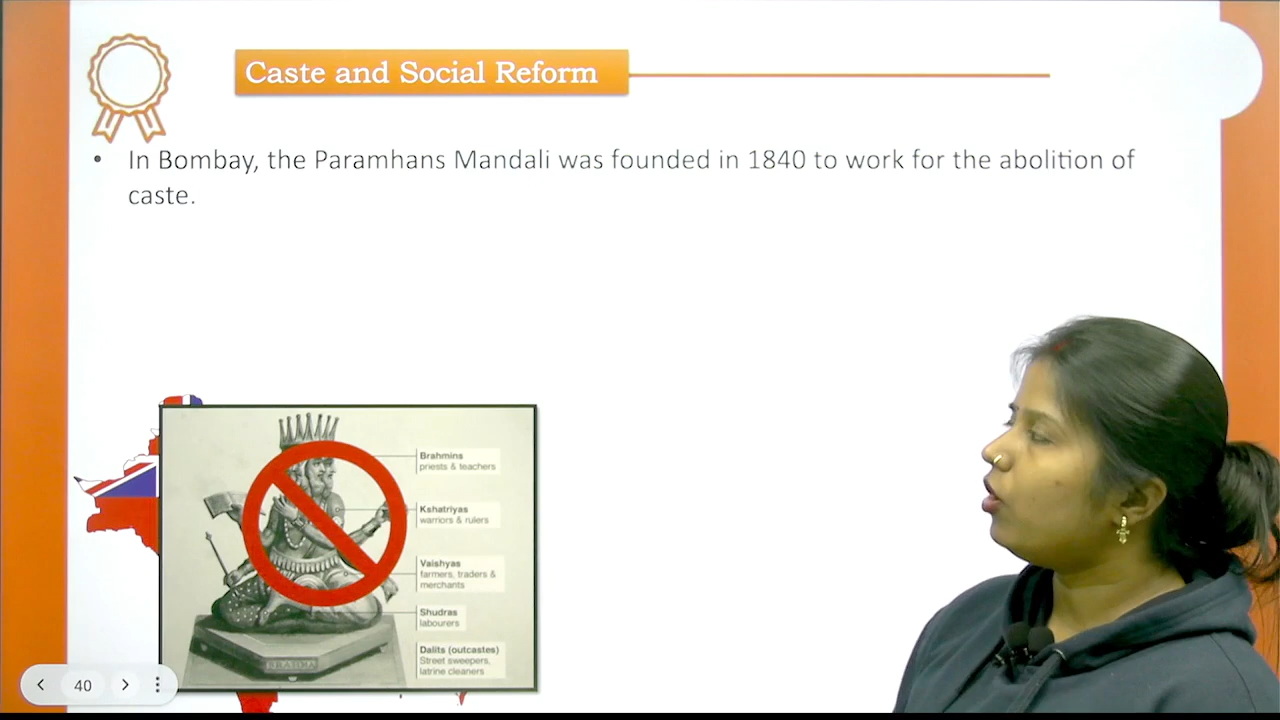 Caste and Social Reform
• In Bombay, the Paramhans Mandali was founded in 1840 to work for the abolition of
caste.
Brahmins
priests & teachers
Kshatriyas
warriors & rulers
Vaishyas
farmers, traders &
merchants
Shudras
labourers
Dalits (outcastes)
Street sweepers,
latrine cleaners
40